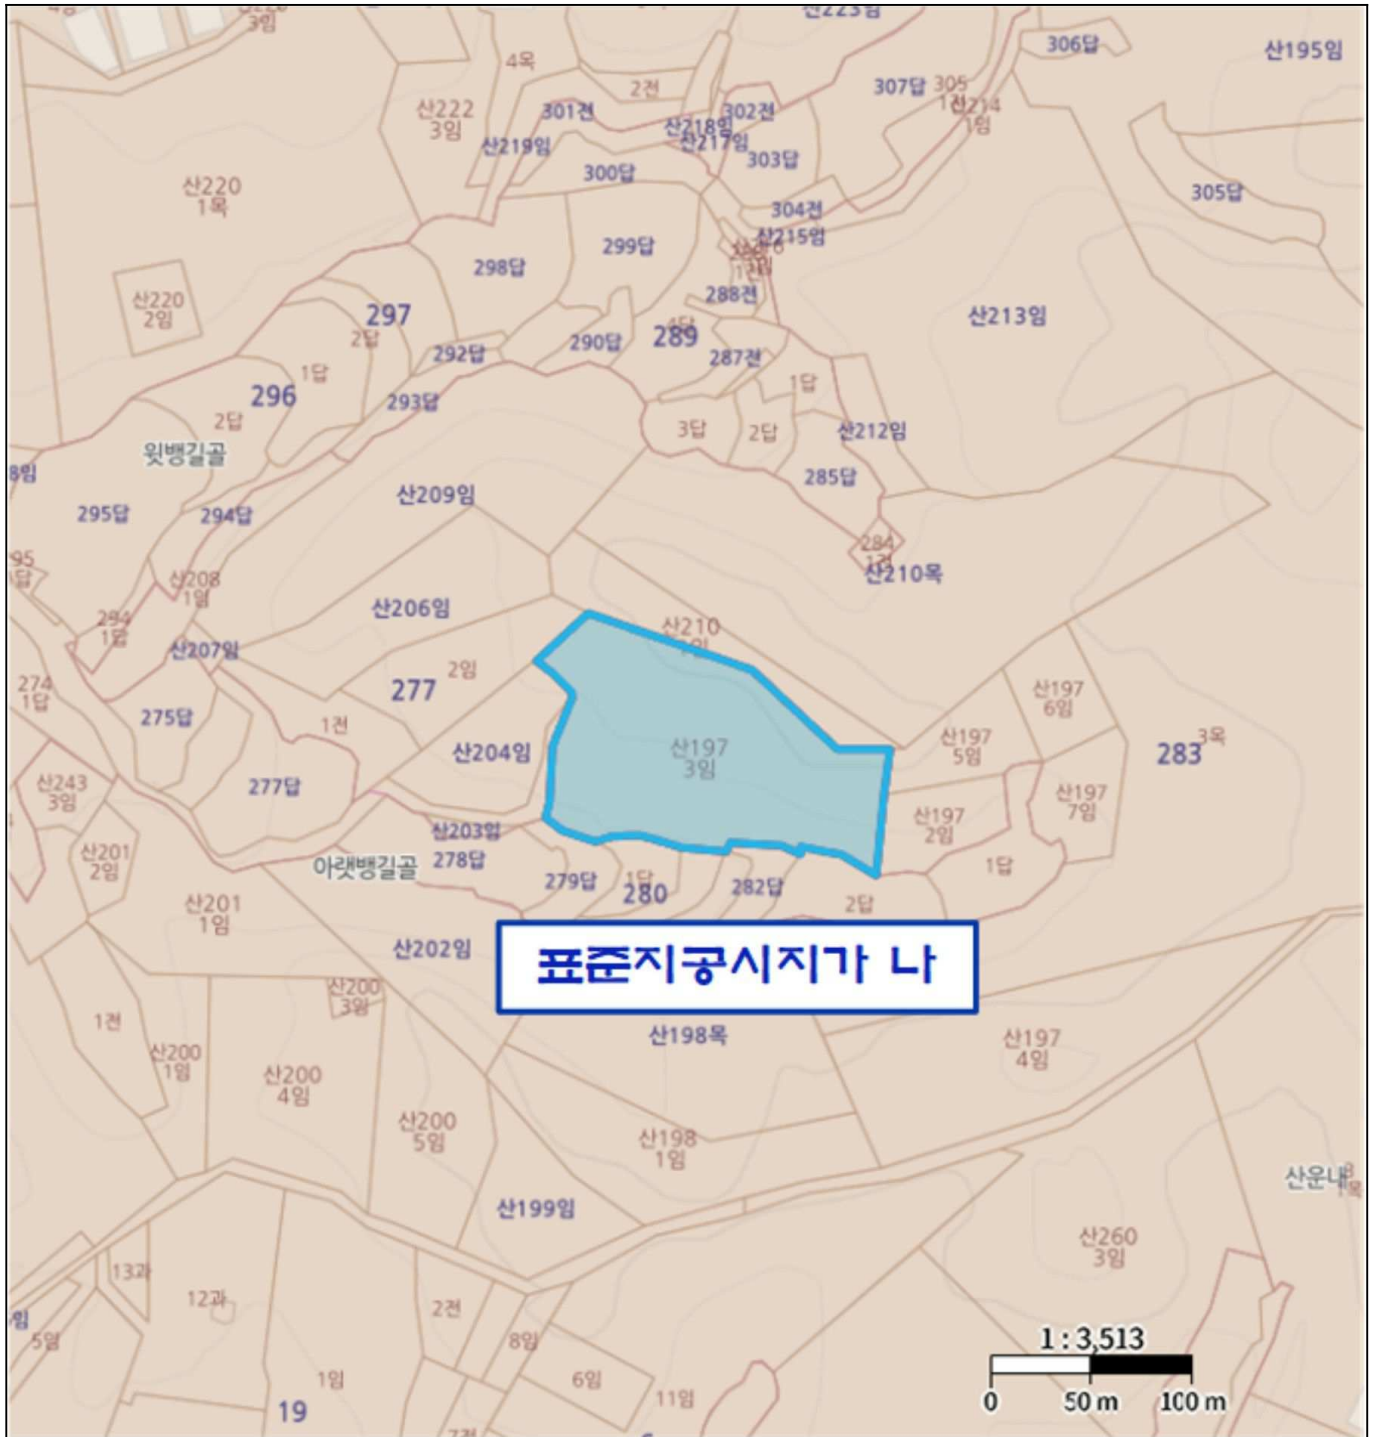 산223임
3임
4목
2전
306답
산195임
307답
305
1전
산214
1임
산222
3임
301전
302전
산218임
산217임
산219임
303답
300답
산220
1목
305답
304전
산215임
299답
298답
288전
산220
2임
297
2답
산213임
289
290답
292답
287전
1답
1답
296
293답
2답
3답
2답
산212임
윗뱅길골
8임
285답
산209임
295답
294답
284
산210목
산208
1임
산206임
294
1답
산210
산207임
2임
277
274
1답
275답
1전
산197
6임
산204임
산197
3임
산197
5임
3목
283
산243
3임
277답
산197
7임
산197
2임
산203임
278답
산201
2임
아랫뱅길골
1답
279답
1답
280
282답
2답
산201
1임
산202임
표준지공시지가 나
산200
3임
1전
산198목
산197
4임
산200
1임
산200
4임
산200
5임
산198
1임
산운내
산199임
산260
3임
13과
12과
2전
5임
8임
1임
6임
11임
19
1 : 3,513
0 50 m 100 m